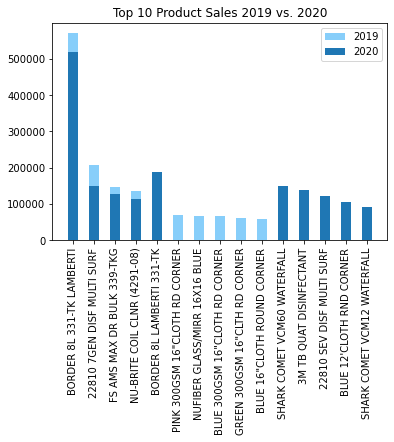 Top 10 Product Sales 2019 vs. 2020
2019
2020
500000
400000
300000
200000
100000
0
BORDER 8L 331-TK LAMBERTI
22810 7GEN DISF MULTI SURF
FS AMS MAX DR BULK 339-TKG
NU-BRITE COIL CLNR (4291-08)
BORDER 8L LAMBERTI 331-TK
PINK 300GSM 16"CLOTH RD CORNER
NUFIBER GLASS/MIRR 16X16 BLUE
BLUE 300GSM 16"CLOTH RD CORNER
GREEN 300GSM 16"CLTH RD CORNER
BLUE 16"CLOTH ROUND CORNER
SHARK COMET VCM60 WATERFALL
3M TB QUAT DISINFECTANT
22810 SEV DISF MULTI SURF
BLUE 12'CLOTH RND CORNER
SHARK COMET VCM12 WATERFALL